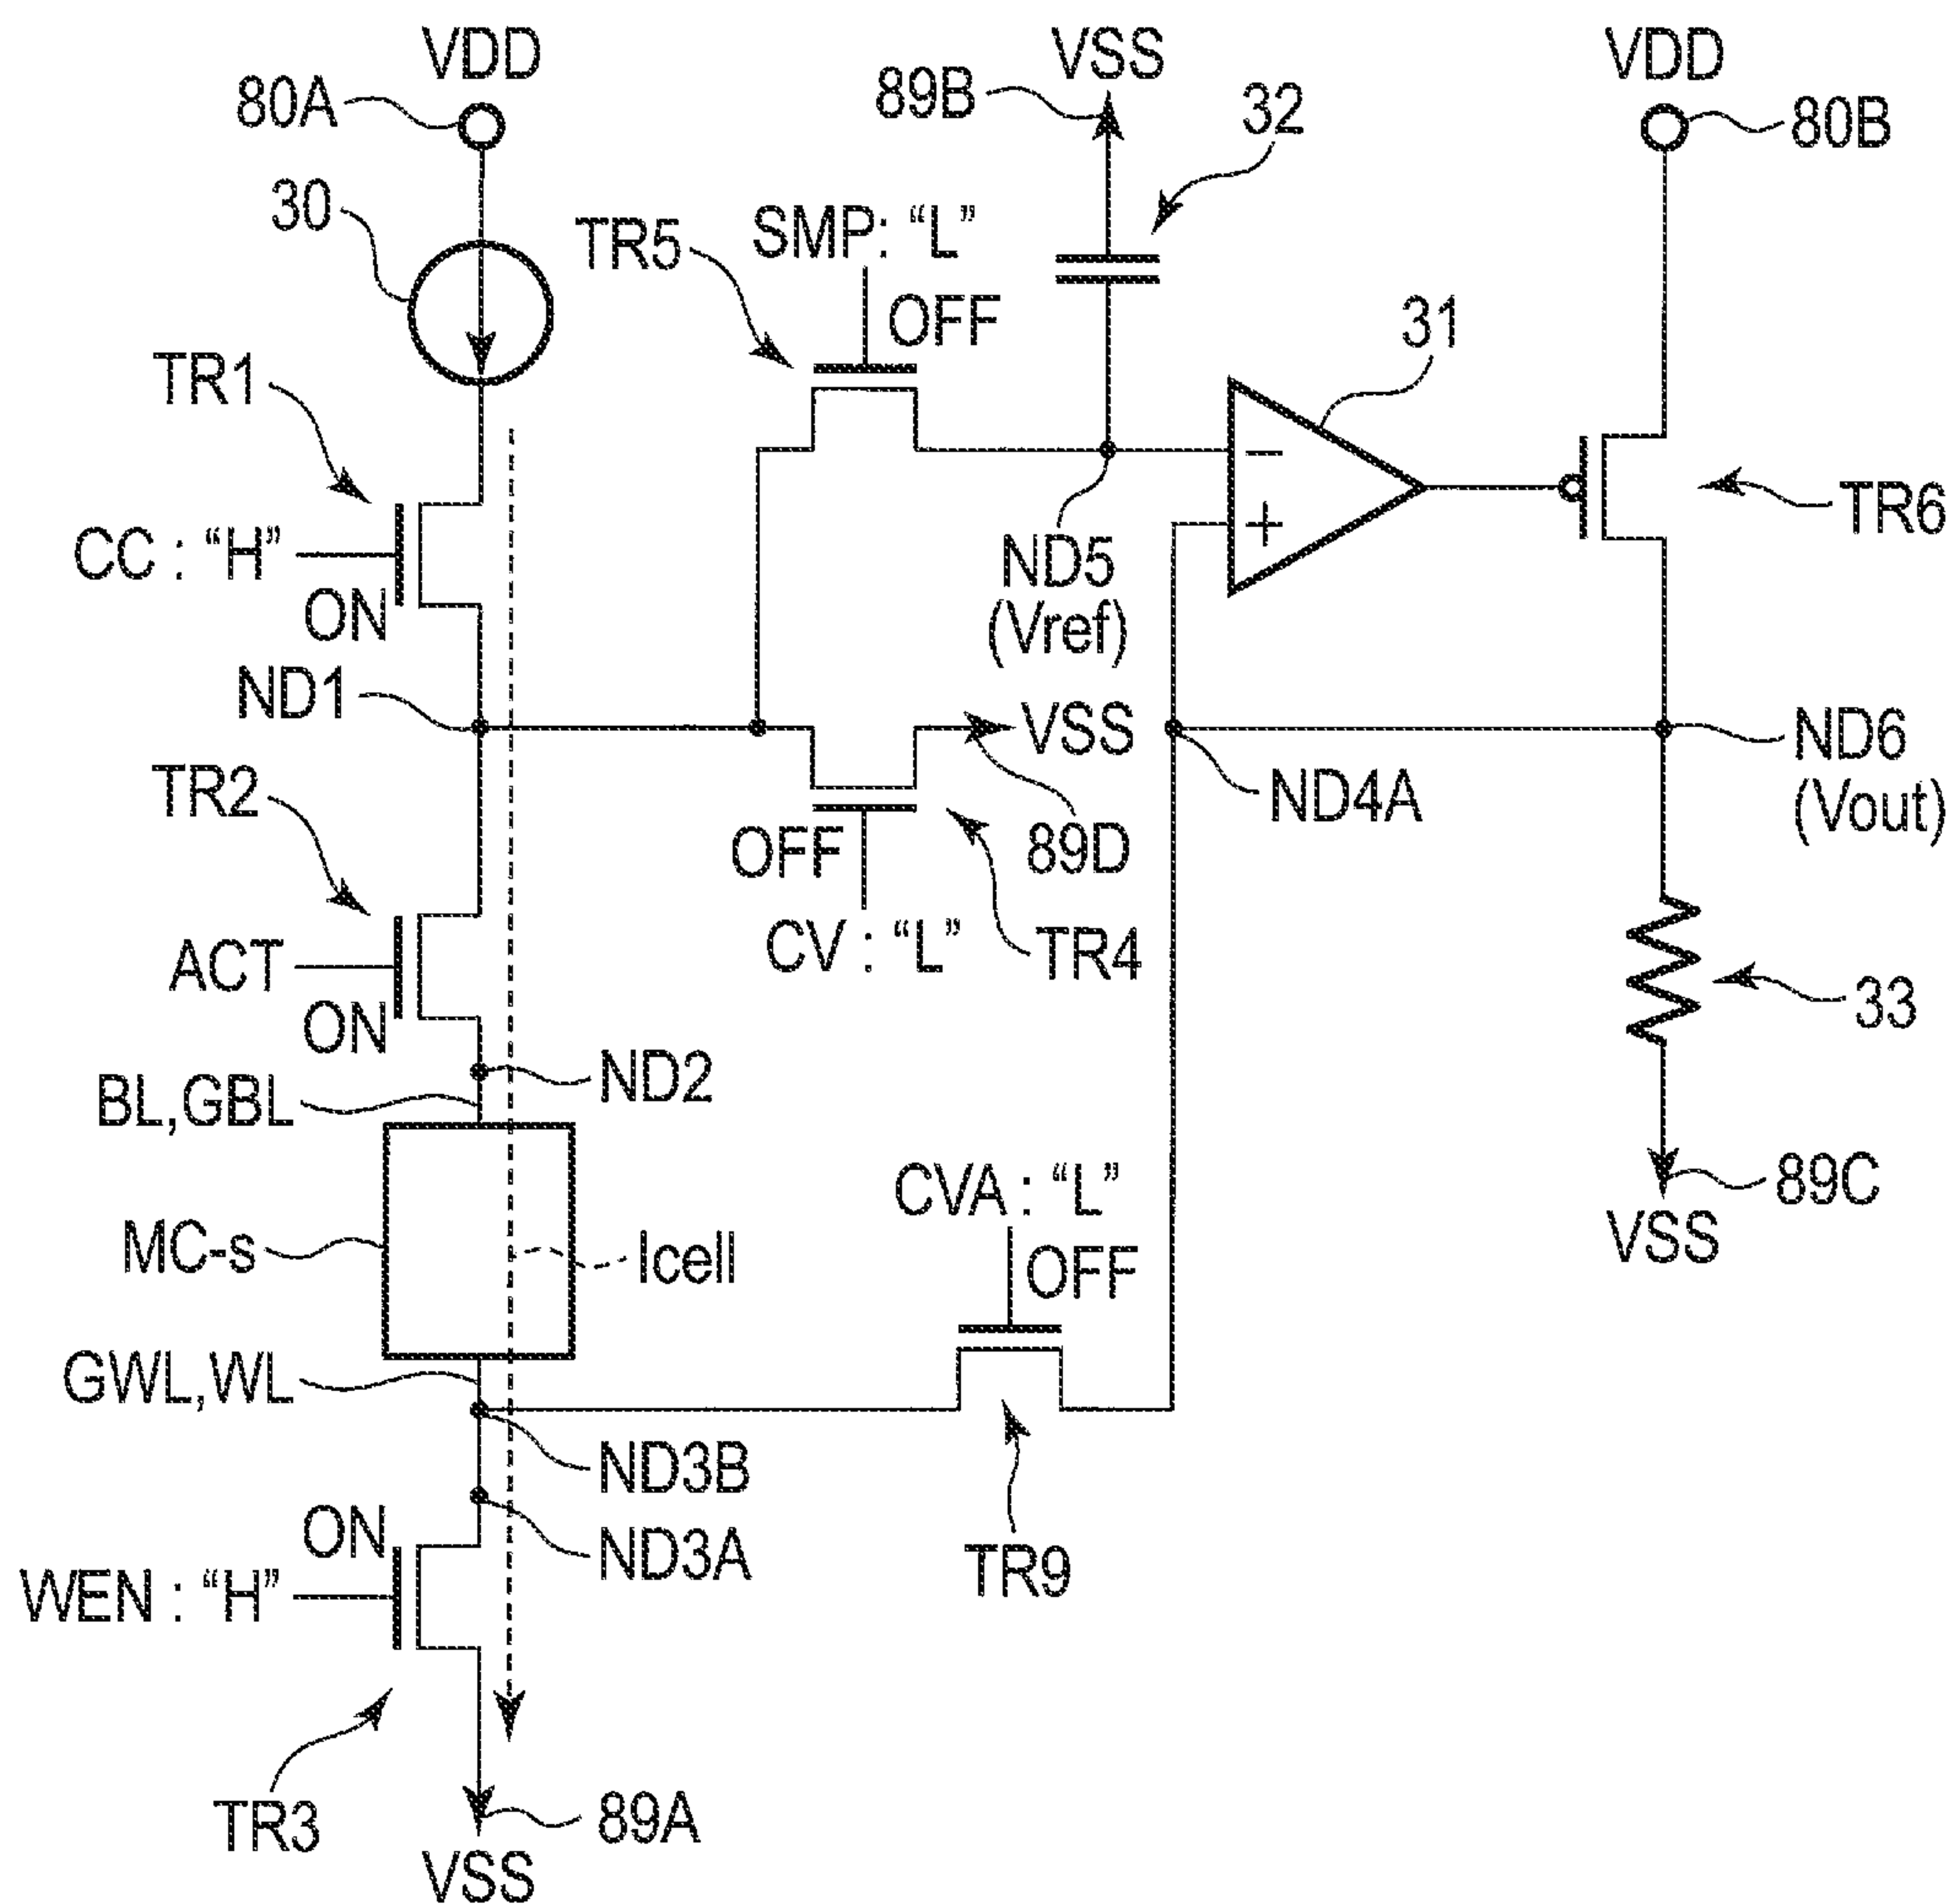 VDD
80A
30
TR1
CC : “H”
ON
ND1
TR2
ACT
ON
ND2
BL,GBL
MC-s
Icell
GWL,WL
ND3B
ND3A
ON
WEN : “H”
TR3
89A
VSS
SMP: “L”
TR5
OFF
VSS
89B
32
31
−
+
ND5
(Vref)
VSS
89D
OFF
CV : “L”
TR4
CVA : “L”
OFF
TR9
VDD
80B
TR6
ND4A
ND6
(Vout)
33
89C
VSS